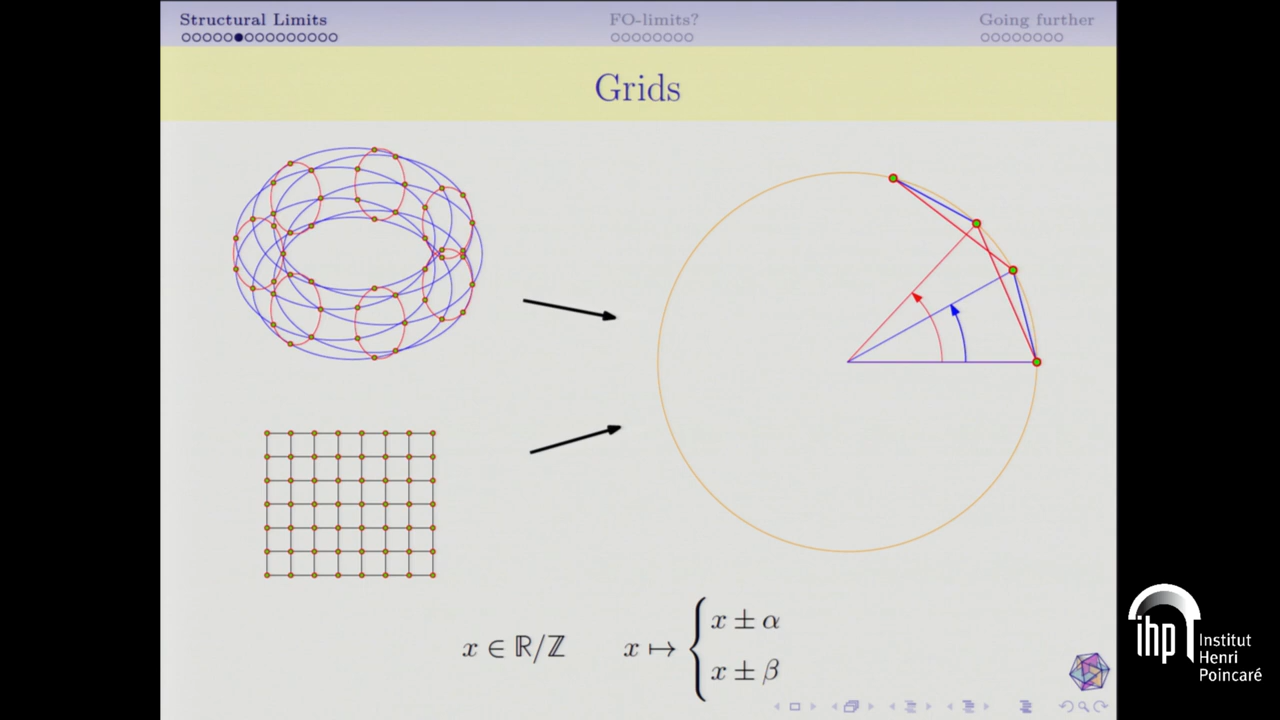 Structural Limits
FO-limits?
Going further
Grids
x ∈ ℝ/ℤ x ↦ { x ± α
x ± β
ihp Institut
Henri
Poincaré